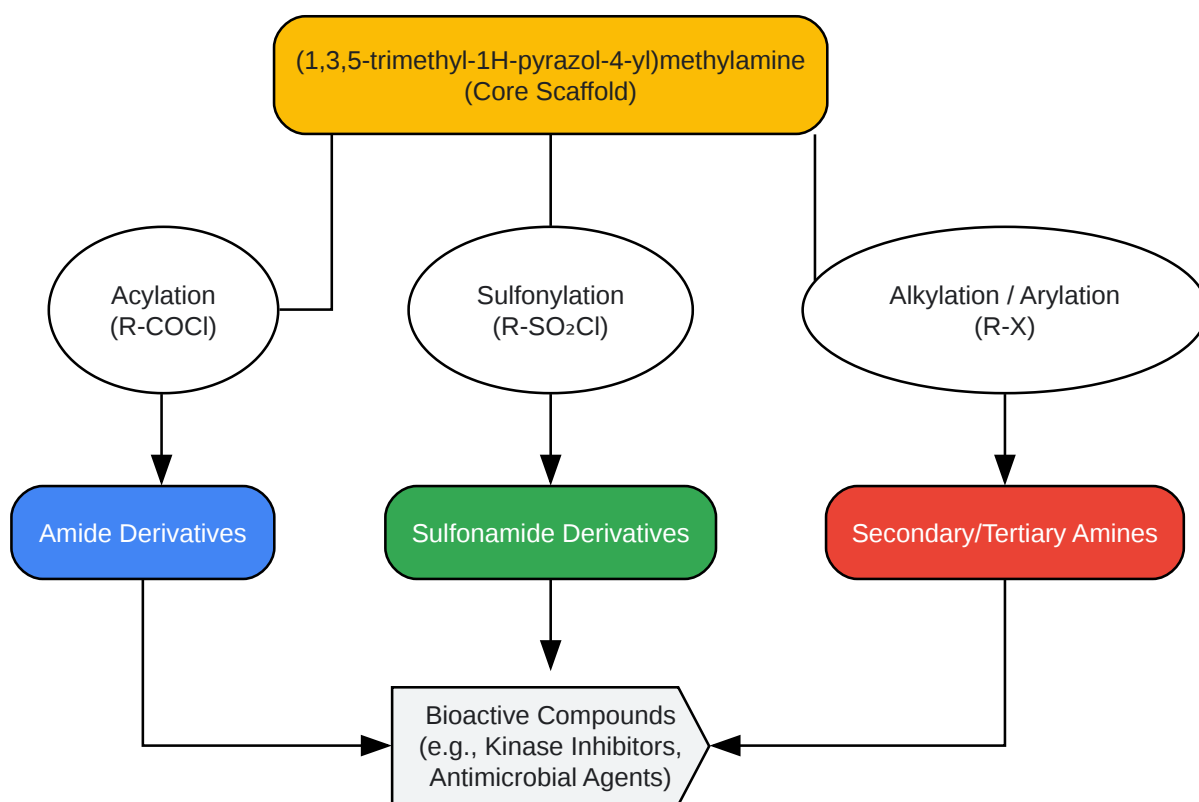 (1,3,5-trimethyl-1H-pyrazol-4-yl)methylamine
(Core Scaffold)
Acylation
(R-COCl)
Sulfonylation
(R-SO₂Cl)
Alkylation / Arylation
(R-X)
Amide Derivatives
Sulfonamide Derivatives
Secondary/Tertiary Amines
Bioactive Compounds
(e.g., Kinase Inhibitors,
Antimicrobial Agents)